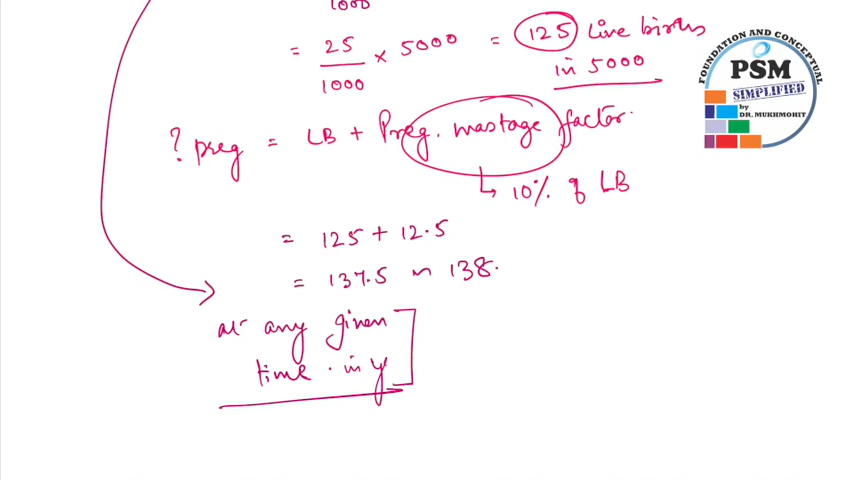 1000
= 25/1000 × 5000 = 125 Live births
in 5000
? preg = LB + Preg. wastage factor.
↳ 10% of LB
= 125 + 12.5
= 137.5 ~ 138.
at any given
time. in y
FOUNDATION AND CONCEPTUAL
PSM
SIMPLIFIED
by
DR. MUKHMOHIT